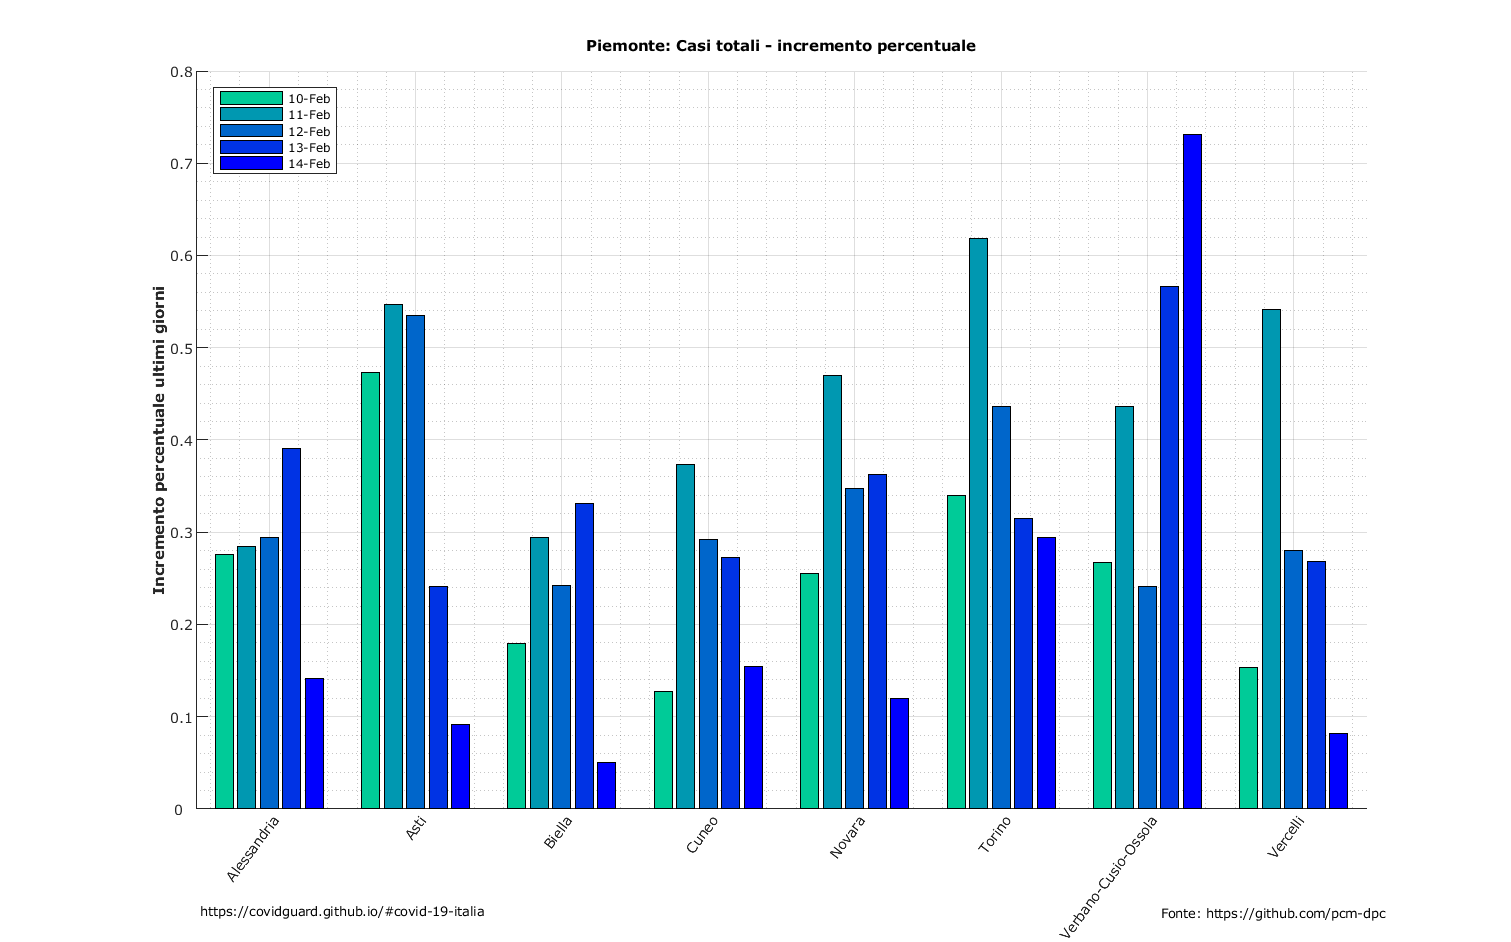 Piemonte: Casi totali - incremento percentuale
0.8
0.7
0.6
0.5
0.4
0.3
0.2
0.1
0
Incremento percentuale ultimi giorni
10-Feb
11-Feb
12-Feb
13-Feb
14-Feb
Alessandria
Asti
Biella
Cuneo
Novara
Torino
Verbano-Cusio-Ossola
Vercelli
https://covidguard.github.io/#covid-19-italia
Fonte: https://github.com/pcm-dpc